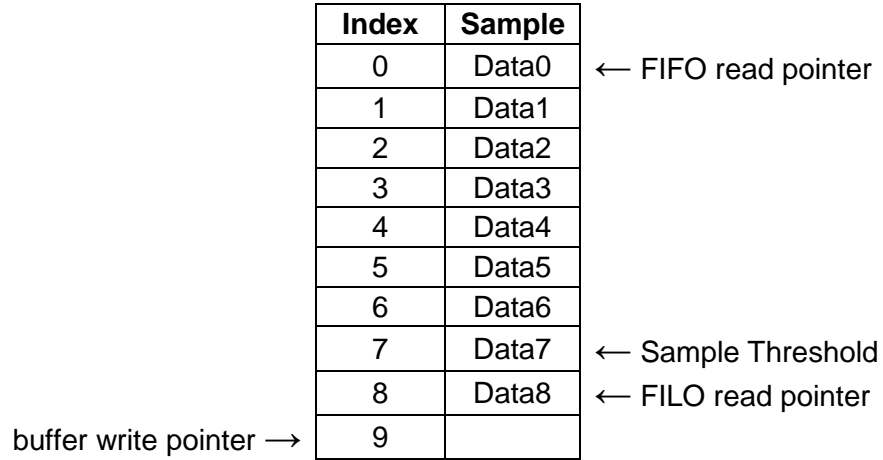 Index Sample
0 Data0 ← FIFO read pointer
1 Data1
2 Data2
3 Data3
4 Data4
5 Data5
6 Data6
7 Data7 ← Sample Threshold
8 Data8 ← FILO read pointer
buffer write pointer → 9